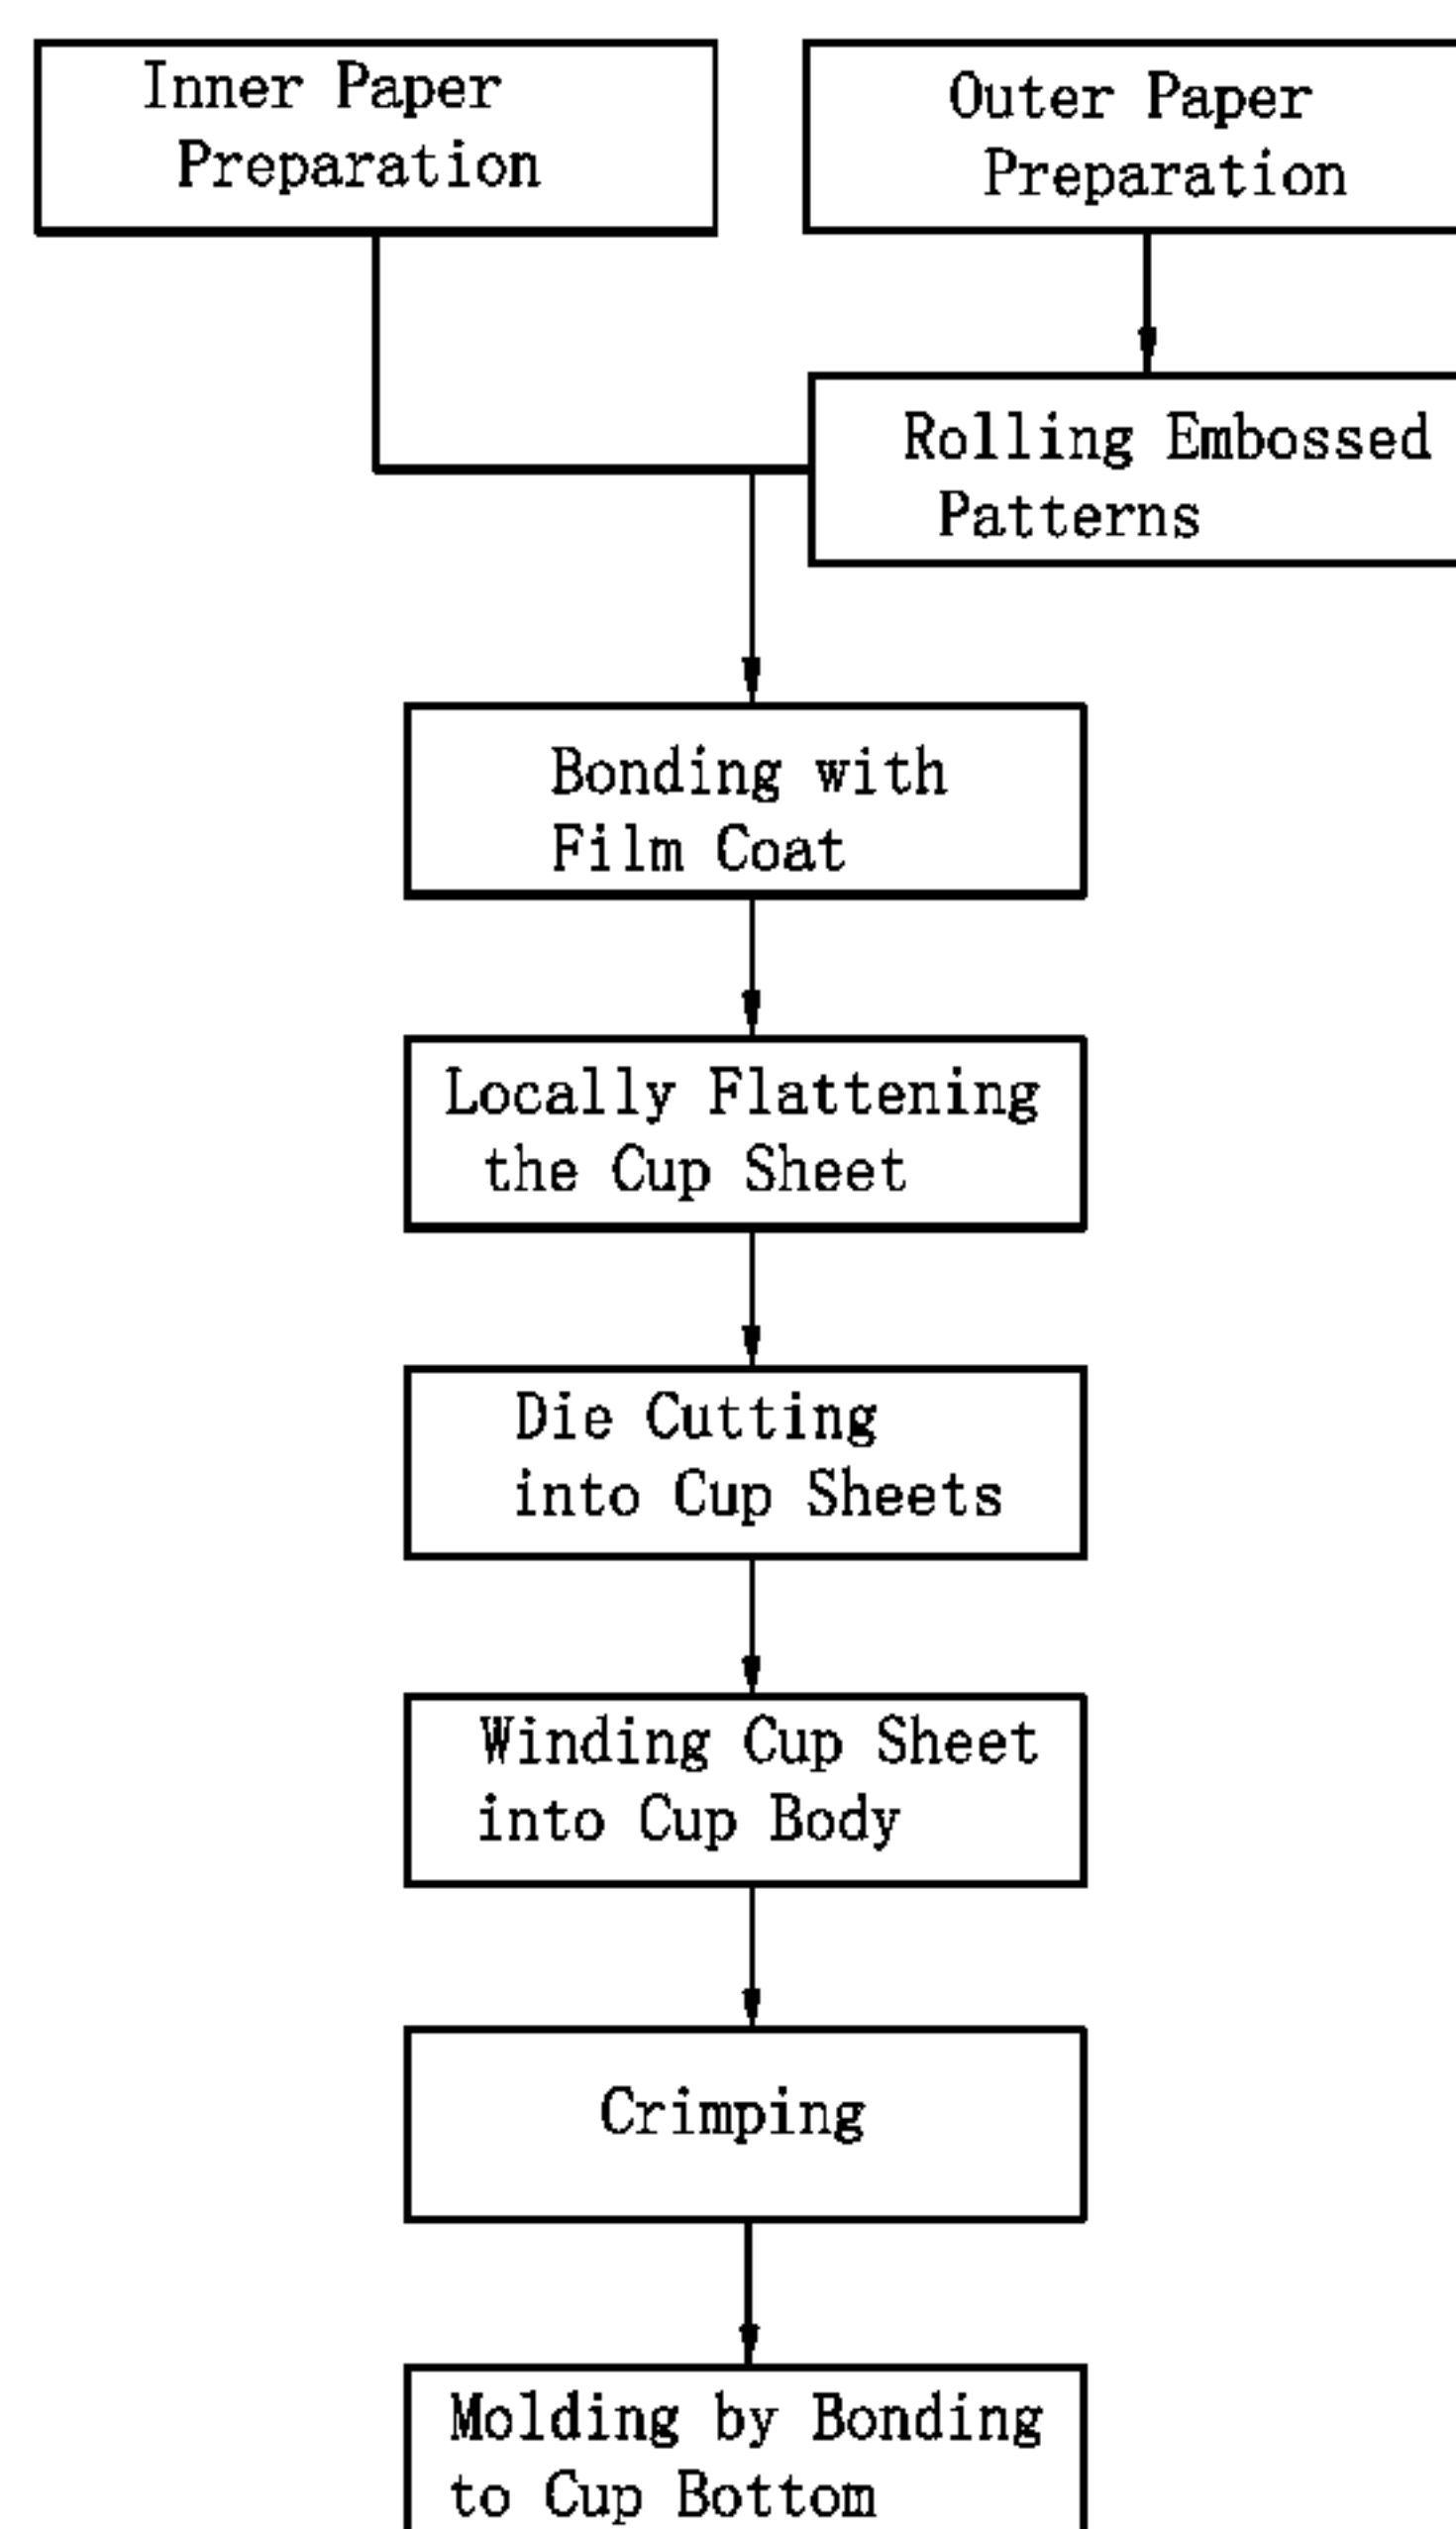 Inner Paper
Preparation
Outer Paper
Preparation
Rolling Embossed
Patterns
Bonding with
Film Coat
Locally Flattening
the Cup Sheet
Die Cutting
into Cup Sheets
Winding Cup Sheet
into Cup Body
Crimping
Molding by Bonding
to Cup Bottom